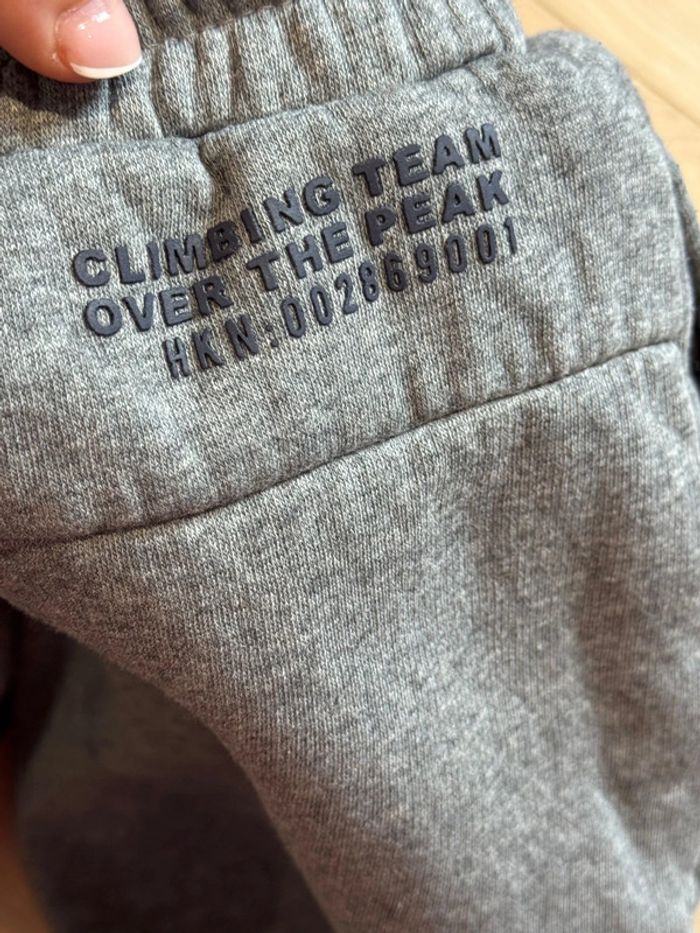 CLIMBING TEAM
OVER THE PEAK
HKN:002869001